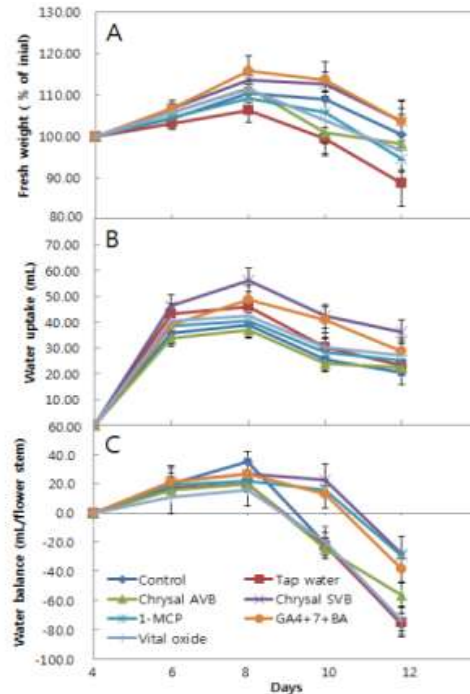 A
130.00
120.00
110.00
100.00
90.00
80.00
Fresh weight ( % of inial)
B
70.00
60.00
50.00
40.00
30.00
20.00
10.00
Water uptake (mL)
C
60.00
40.0
20.0
0.0
-20.0
-40.0
-60.0
-80.0
-100.0
Water balance (mL/flower stem)
Control
Tap water
Chrysal AVB
Chrysal SVB
1-MCP
GA4+7+BA
Vital oxide
4 6 8 10 12
Days